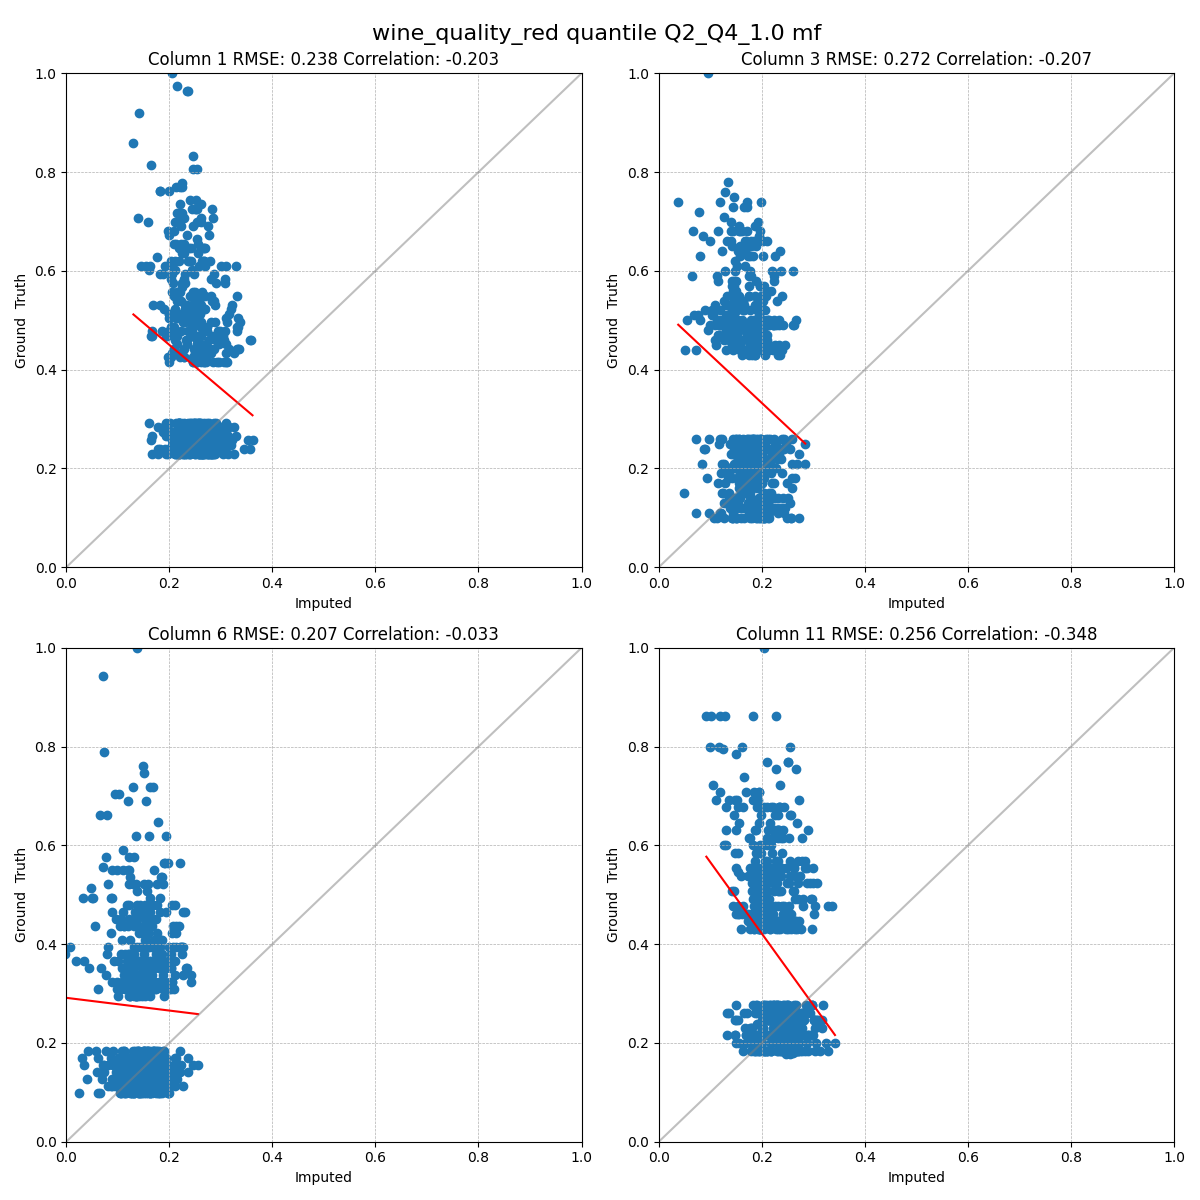 wine_quality_red quantile Q2_Q4_1.0 mf
Column 1 RMSE: 0.238 Correlation: -0.203
1.0
0.8
0.6
0.4
0.2
0.0
Ground Truth
0.0 0.2 0.4 0.6 0.8 1.0
Imputed
Column 3 RMSE: 0.272 Correlation: -0.207
1.0
0.8
0.6
0.4
0.2
0.0
Ground Truth
0.0 0.2 0.4 0.6 0.8 1.0
Imputed
Column 6 RMSE: 0.207 Correlation: -0.033
1.0
0.8
0.6
0.4
0.2
0.0
Ground Truth
0.0 0.2 0.4 0.6 0.8 1.0
Imputed
Column 11 RMSE: 0.256 Correlation: -0.348
1.0
0.8
0.6
0.4
0.2
0.0
Ground Truth
0.0 0.2 0.4 0.6 0.8 1.0
Imputed